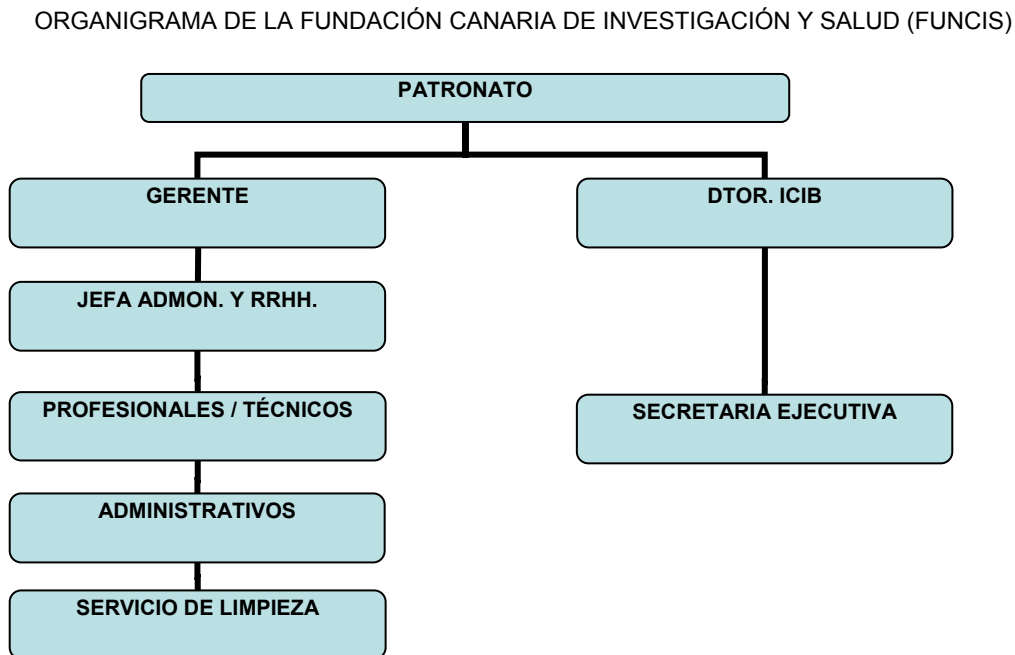 ORGANIGRAMA DE LA FUNDACIÓN CANARIA DE INVESTIGACIÓN Y SALUD (FUNCIS)
PATRONATO
GERENTE
DTOR. ICIB
JEFA ADMON. Y RRHH.
PROFESIONALES / TÉCNICOS
SECRETARIA EJECUTIVA
ADMINISTRATIVOS
SERVICIO DE LIMPIEZA